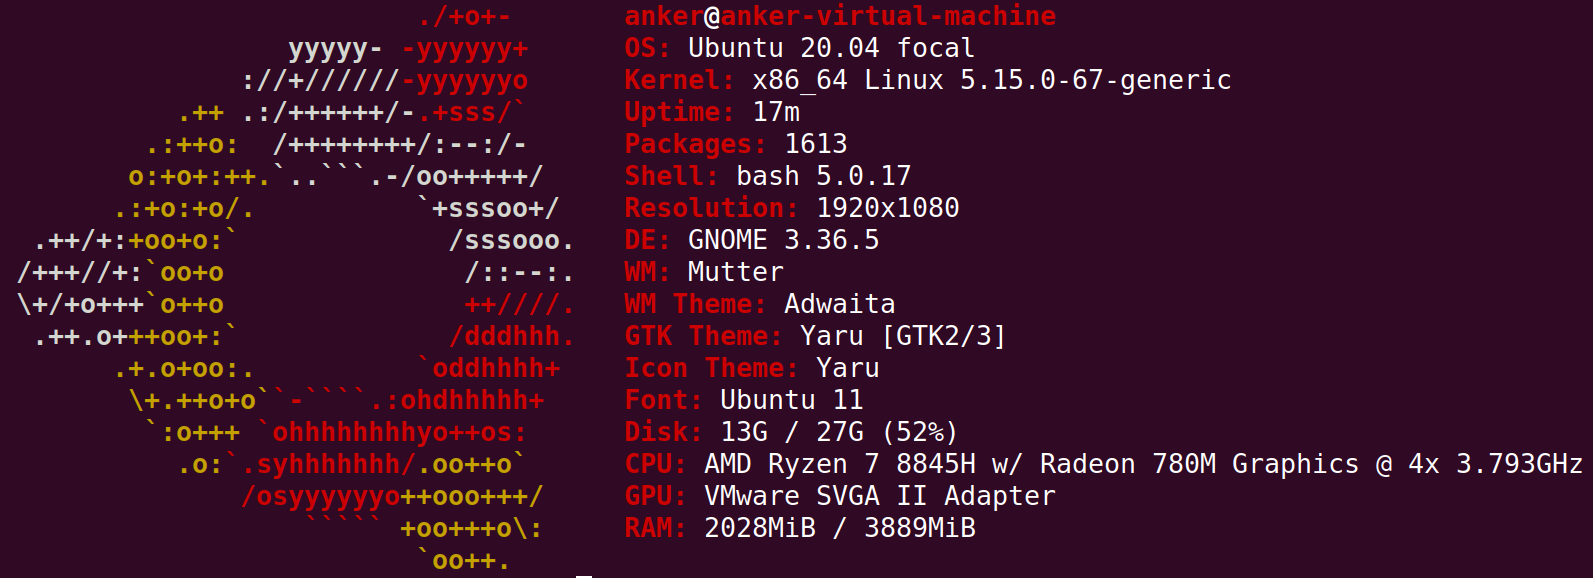 ./+o+-       anker@anker-virtual-machine
                  yyyyy- -yyyyyy+      OS: Ubuntu 20.04 focal
               ://+//////-yyyyyyo      Kernel: x86_64 Linux 5.15.0-67-generic
           .++ .:/++++++/-.+sss/`      Uptime: 17m
         .:++o:  /++++++++/:--:/-      Packages: 1613
        o:+o+:++.`..```.-/oo+++++/     Shell: bash 5.0.17
       .:+o:+o/.          `+sssoo+/    Resolution: 1920x1080
  .++/+:+oo+o:`             /sssooo.   DE: GNOME 3.36.5
 /+++//+:`oo+o               /::--:.   WM: Mutter
 \+/+o+++`o++o               ++////.   WM Theme: Adwaita
  .++.o+++oo+:`             /dddhhh.   GTK Theme: Yaru [GTK2/3]
       .+.o+oo:.          `oddhhhh+    Icon Theme: Yaru
        \+.++o+o``-````.:ohdhhhhh+     Font: Ubuntu 11
         `:o+++ `ohhhhhhhhyo++os:      Disk: 13G / 27G (52%)
           .o:`.syhhhhhhh/.oo++o`      CPU: AMD Ryzen 7 8845H w/ Radeon 780M Graphics @ 4x 3.793GHz
               /osyyyyyyo++ooo+++/     GPU: VMware SVGA II Adapter
                   ````` +oo+++o\:     RAM: 2028MiB / 3889MiB
                          `oo++.